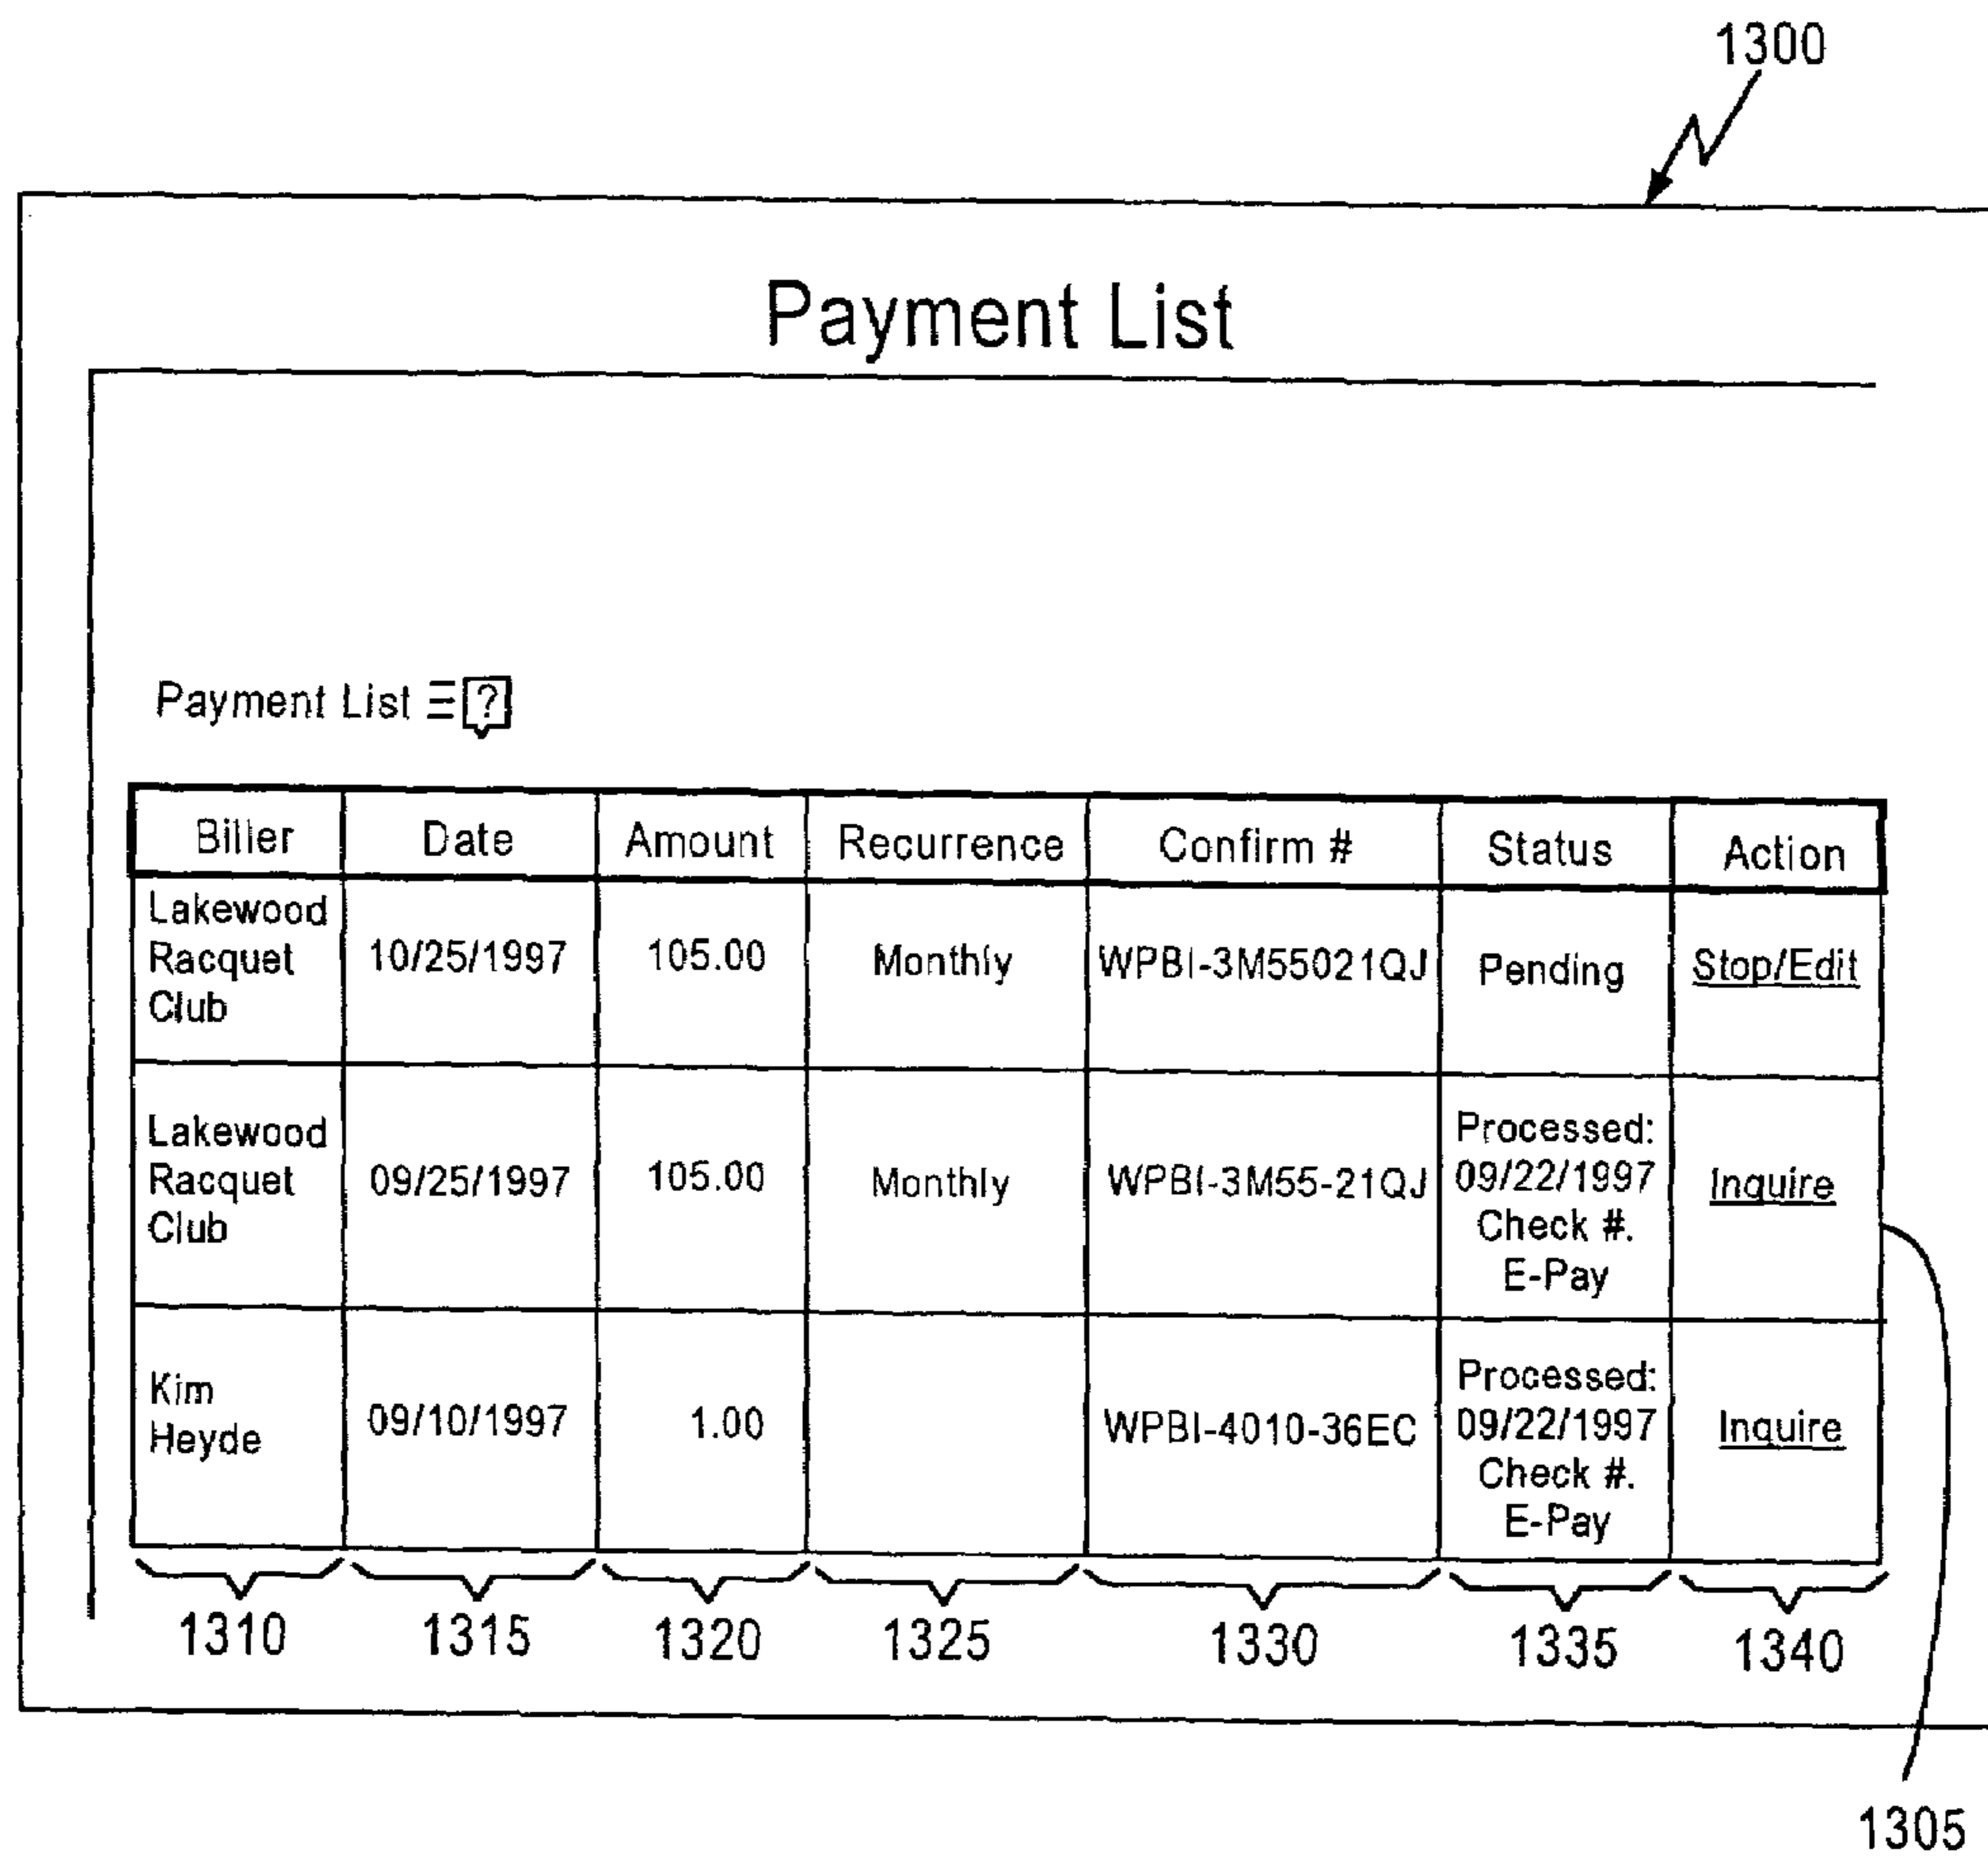 1300
Payment List
Payment List ?
Biller Date Amount Recurrence Confirm # Status Action
Lakewood
Racquet
Club
10/25/1997 105.00 Monthly WPBI-3M55021QJ Pending Stop/Edit
Lakewood
Racquet
Club
09/25/1997 105.00 Monthly WPBI-3M55-21QJ
Processed:
09/22/1997
Check #.
E-Pay
Inquire
Kim
Heyde
09/10/1997 1.00 WPBI-4010-36EC
Processed:
09/22/1997
Check #.
E-Pay
Inquire
1310 1315 1320 1325 1330 1335 1340
1305